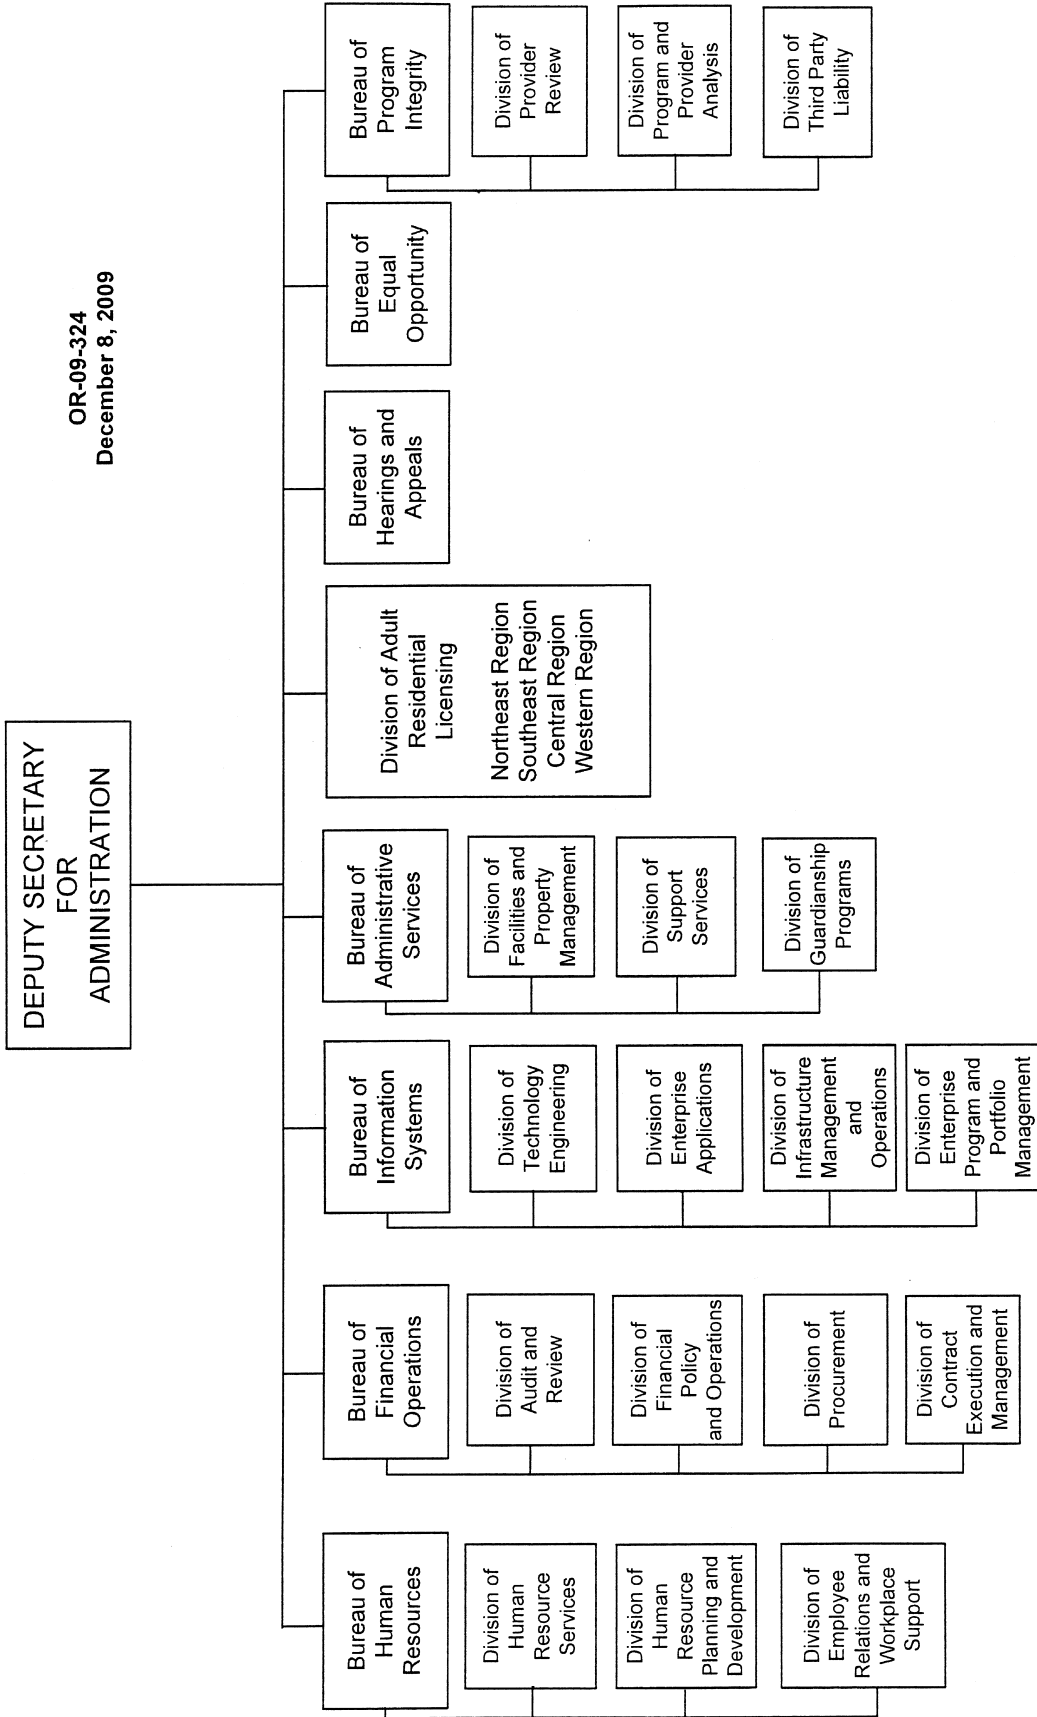 OR-09-324
December 8, 2009
DEPUTY SECRETARY
FOR
ADMINISTRATION
Bureau of
Human
Resources
Division of
Human
Resource
Services
Division of
Human
Resource
Planning and
Development
Division of
Employee
Relations and
Workplace
Support
Bureau of
Financial
Operations
Division of
Audit and
Review
Division of
Financial
Policy
and Operations
Division of
Procurement
Division of
Contract
Execution and
Management
Bureau of
Information
Systems
Division of
Technology
Engineering
Division of
Enterprise
Applications
Division of
Infrastructure
Management
and
Operations
Division of
Enterprise
Program and
Portfolio
Management
Bureau of
Administrative
Services
Division of
Facilities and
Property
Management
Division of
Support
Services
Division of
Guardianship
Programs
Division of Adult
Residential
Licensing
Northeast Region
Southeast Region
Central Region
Western Region
Bureau of
Hearings and
Appeals
Bureau of
Equal
Opportunity
Bureau of
Program
Integrity
Division of
Provider
Review
Division of
Program and
Provider
Analysis
Division of
Third Party
Liability